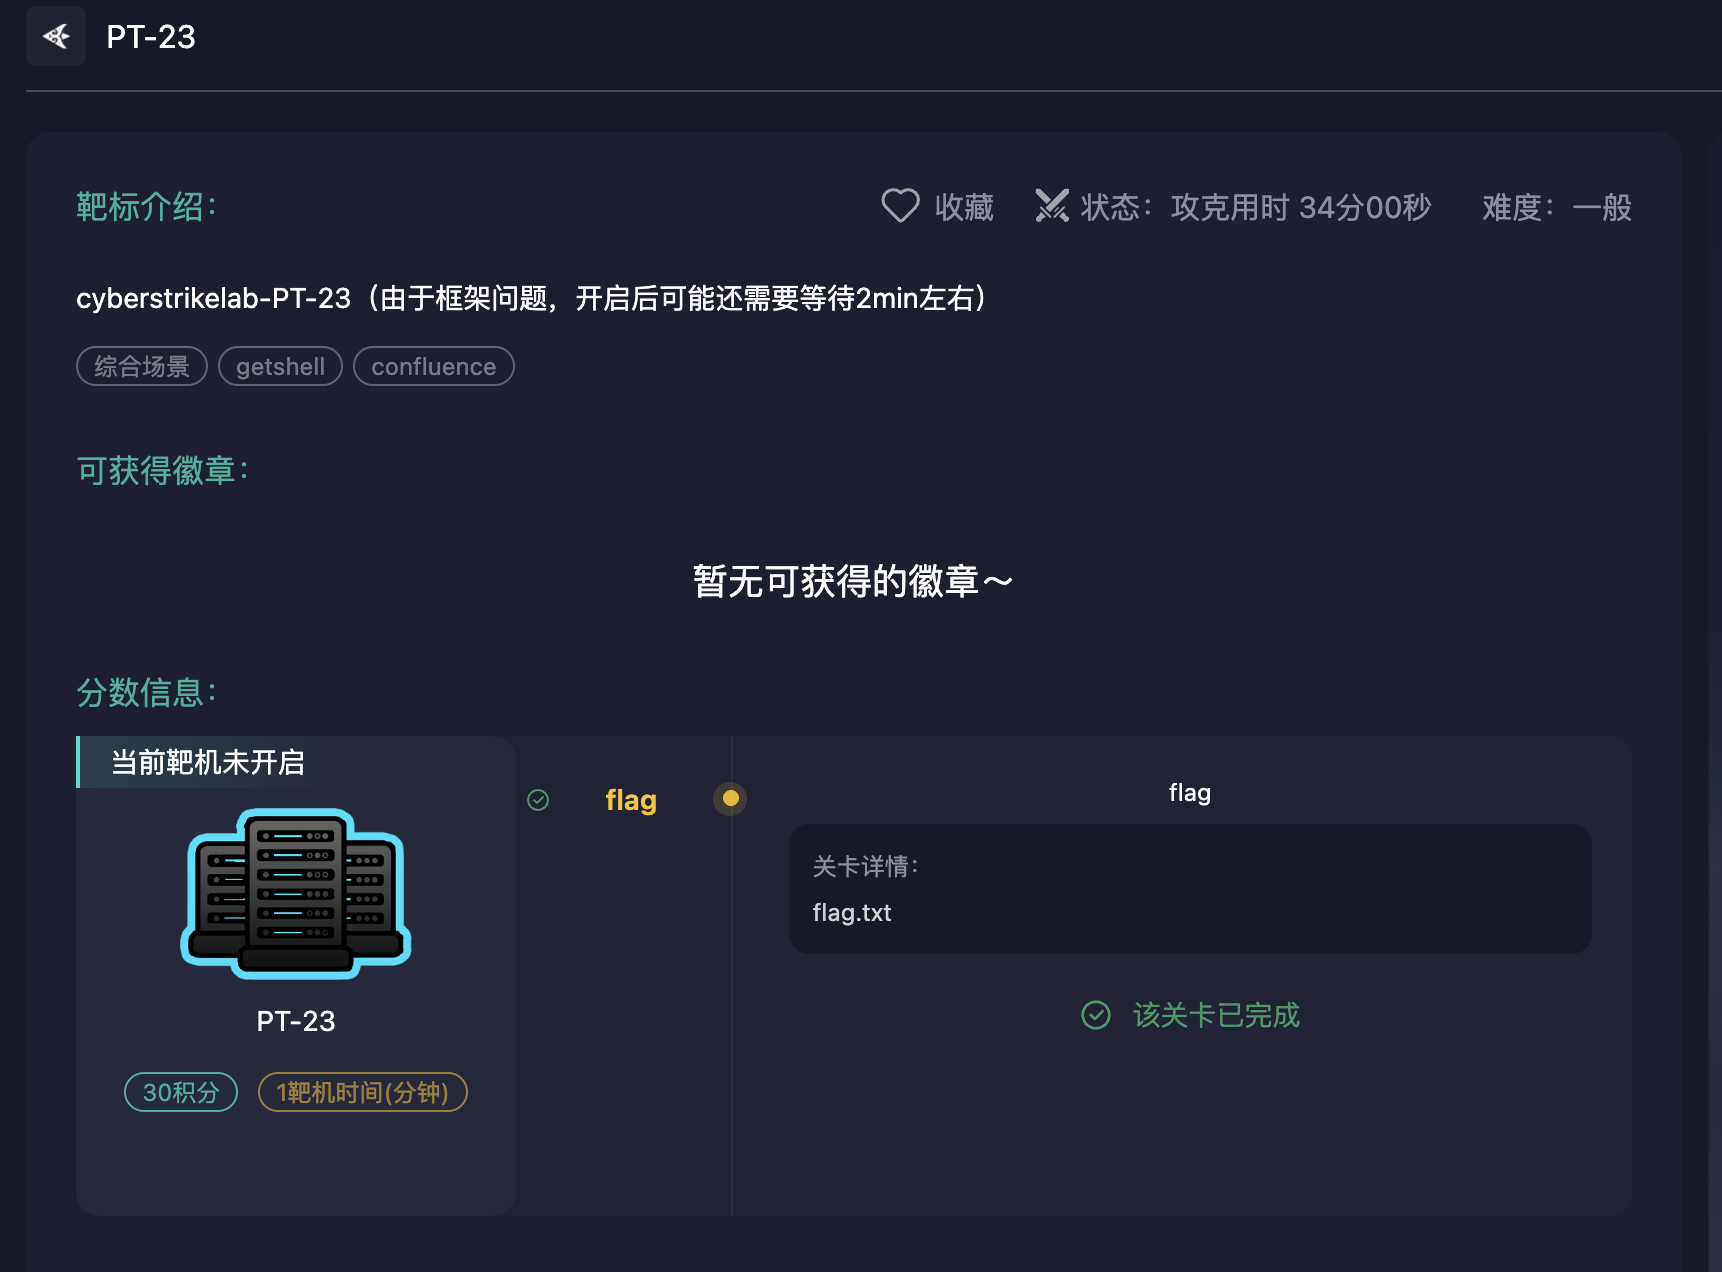 PT-23
靶标介绍：
收藏
状态：攻克用时 34分00秒
难度：一般
cyberstrikelab-PT-23（由于框架问题，开启后可能还需要等待2min左右）
综合场景
getshell
confluence
可获得徽章：
暂无可获得的徽章～
分数信息：
当前靶机未开启
PT-23
30积分
1靶机时间(分钟)
flag
flag
关卡详情：
flag.txt
该关卡已完成